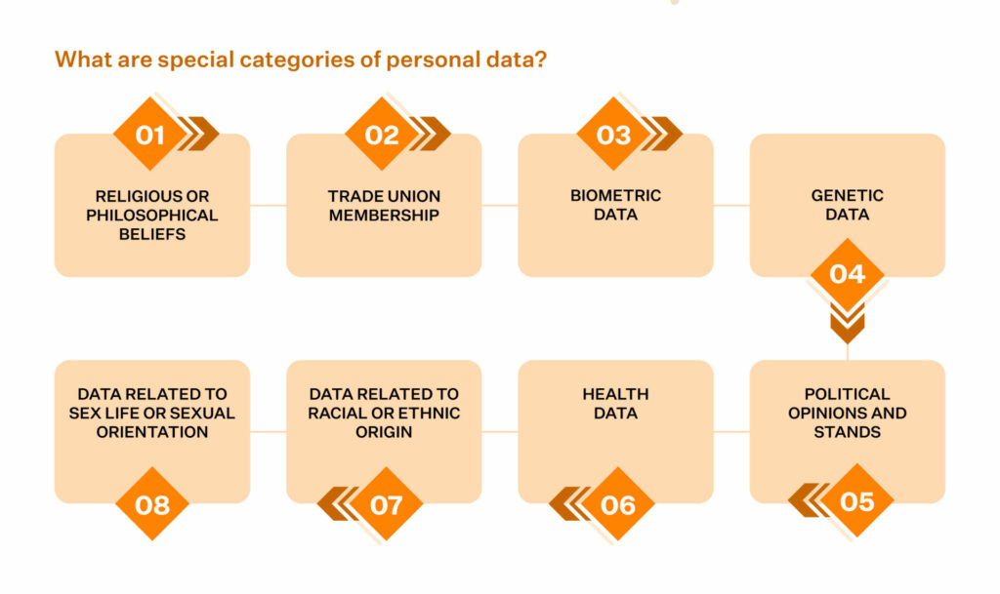 What are special categories of personal data?
01
RELIGIOUS OR
PHILOSOPHICAL
BELIEFS
02
TRADE UNION
MEMBERSHIP
03
BIOMETRIC
DATA
GENETIC
DATA
04
POLITICAL
OPINIONS AND
STANDS
05
HEALTH
DATA
06
DATA RELATED TO
RACIAL OR ETHNIC
ORIGIN
07
DATA RELATED TO
SEX LIFE OR SEXUAL
ORIENTATION
08